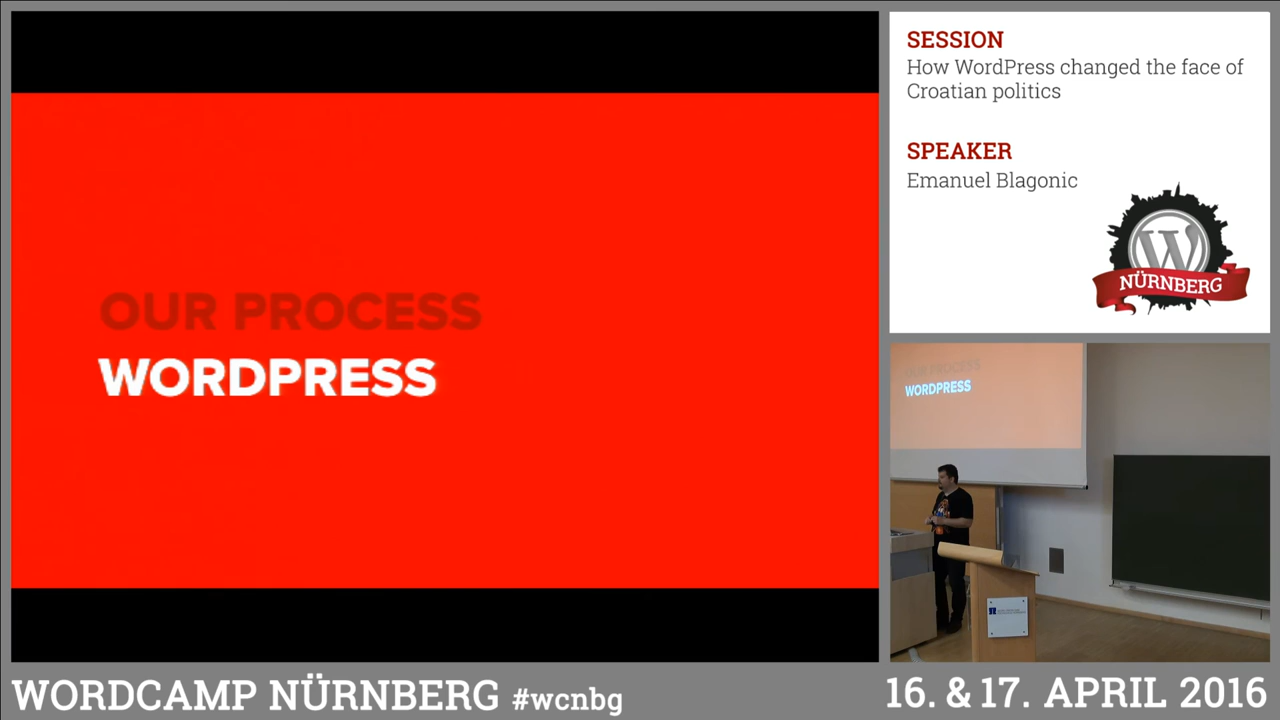 OUR PROCESS
WORDPRESS
SESSION
How WordPress changed the face of
Croatian politics
SPEAKER
Emanuel Blagonic
W
NÜRNBERG
OUR PROCESS
WORDPRESS
WORDCAMP NÜRNBERG #wcnbg
16. & 17. APRIL 2016